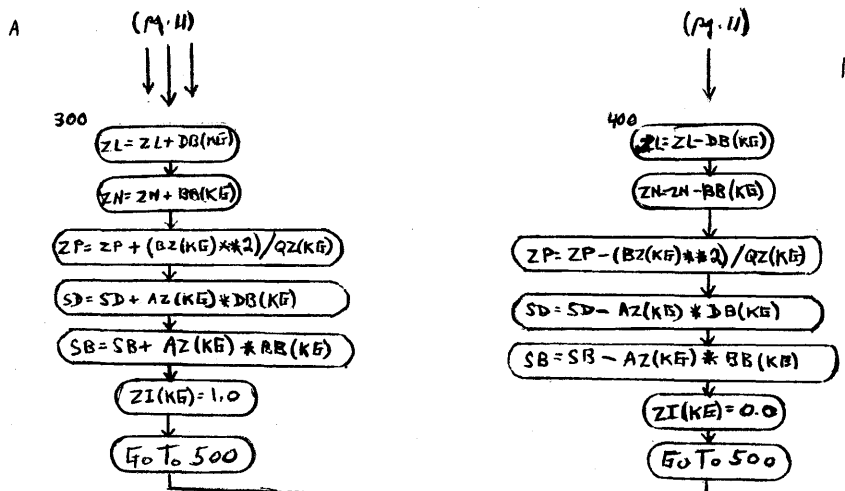 A
(pg. 11)
300
ZL = ZL + DB(KG)
ZN = ZN + BB(KG)
ZP = ZP + (BZ(KG)**2)/QZ(KG)
SD = SD + AZ(KG)*DB(KG)
SB = SB + AZ(KG)*BB(KG)
ZI(KG) = 1.0
Go To 500
(pg. 11)
400
ZL = ZL - DB(KG)
ZN = ZN - BB(KG)
ZP = ZP - (BZ(KG)**2)/QZ(KG)
SD = SD - AZ(KG)*DB(KG)
SB = SB - AZ(KG)*BB(KB)
ZI(KG) = 0.0
Go To 500